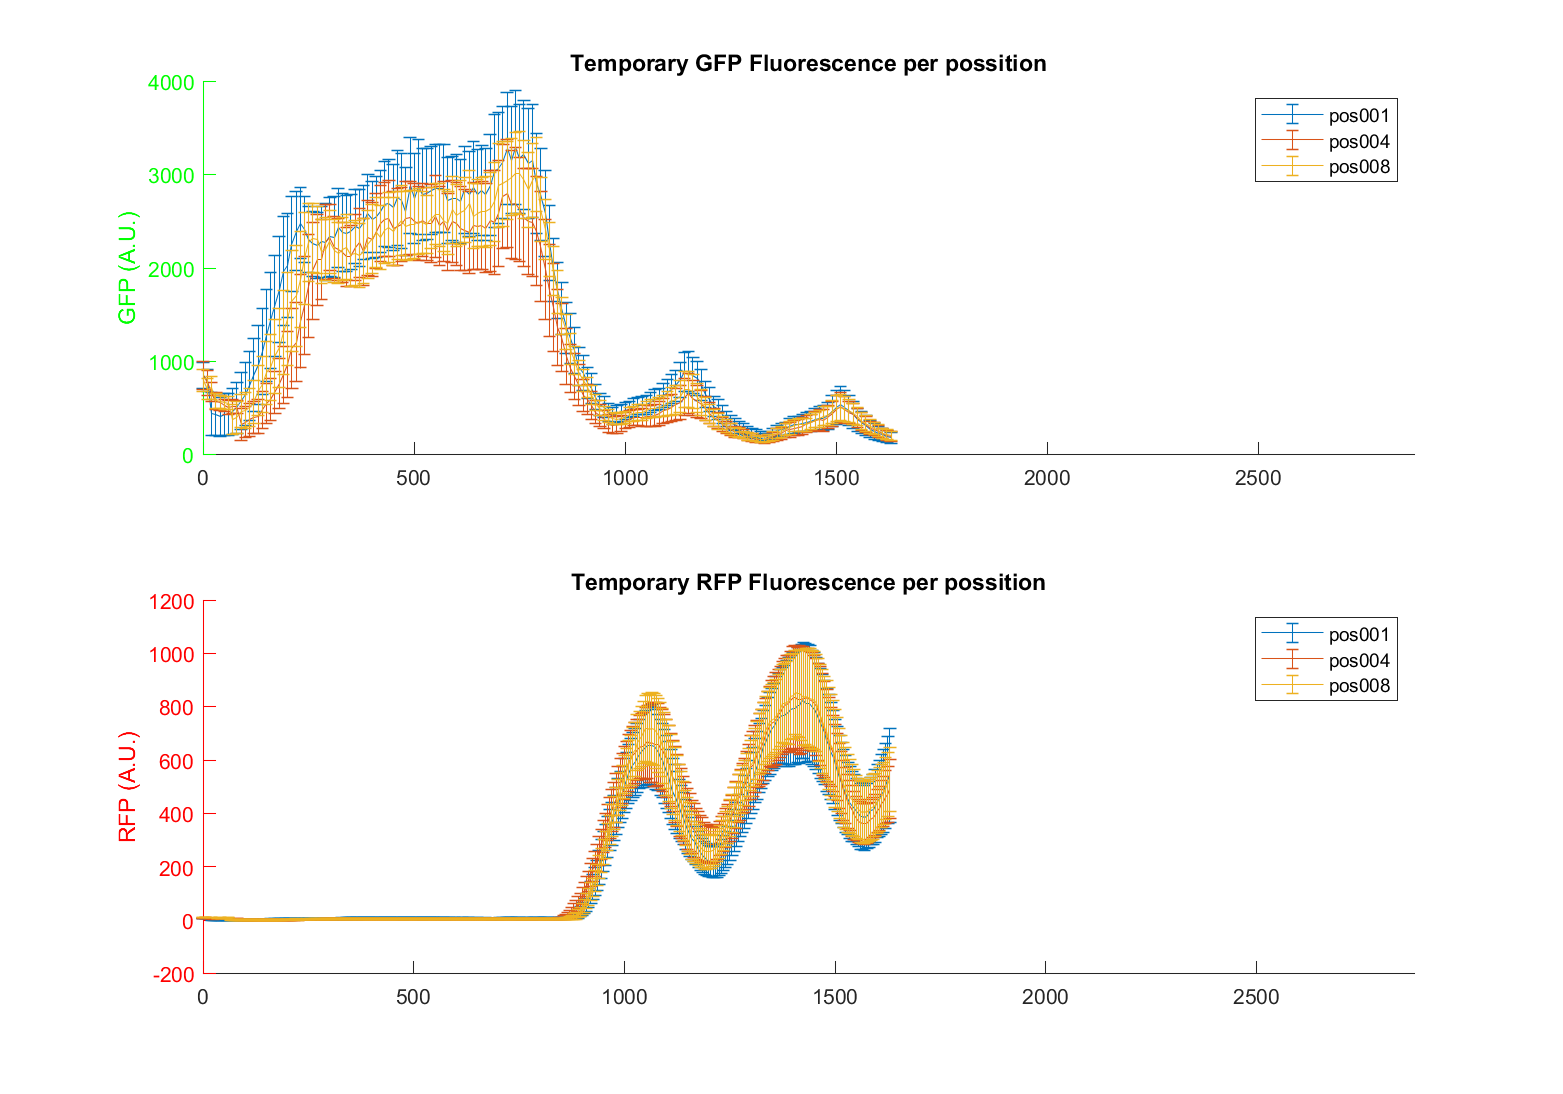 Temporary GFP Fluorescence per possition
4000
3000
2000
1000
0
GFP (A.U.)
0 500 1000 1500 2000 2500
pos001
pos004
pos008
Temporary RFP Fluorescence per possition
1200
1000
800
600
400
200
0
-200
RFP (A.U.)
0 500 1000 1500 2000 2500
pos001
pos004
pos008